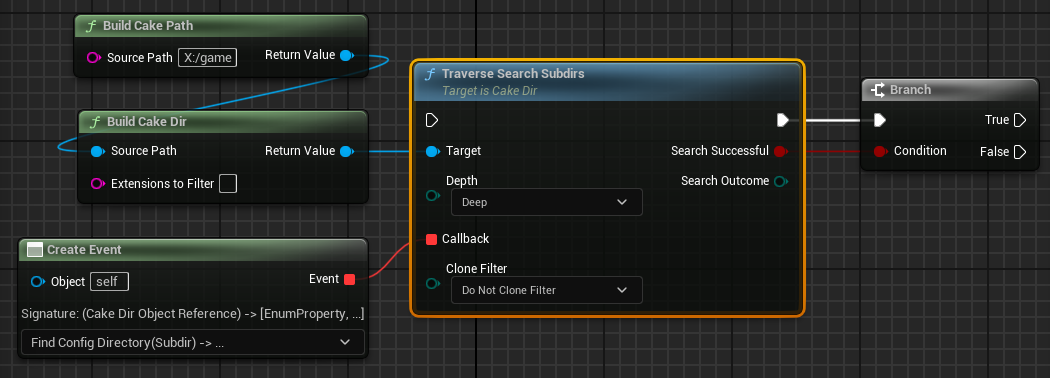 f Build Cake Path
Source Path X:/game Return Value
f Build Cake Dir
Source Path Return Value
Extensions to Filter
Create Event
Object self Event
Signature: (Cake Dir Object Reference) -> [EnumProperty, ...]
Find Config Directory(Subdir) -> ...
f Traverse Search Subdirs
Target is Cake Dir
Target Search Successful
Depth Search Outcome
Deep
Callback
Clone Filter
Do Not Clone Filter
Branch
True
Condition False